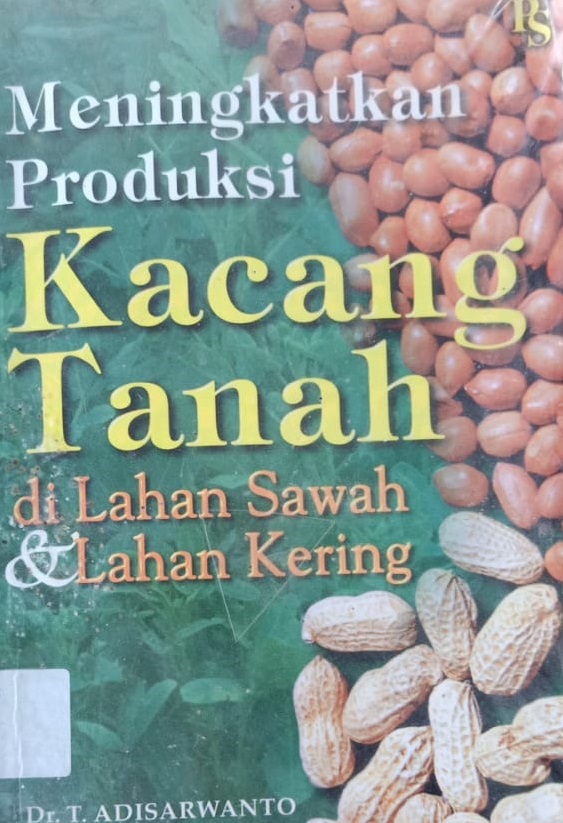 PS
Meningkatkan
Produksi
Kacang
Tanah
di Lahan Sawah
& Lahan Kering
Dr. T. ADISARWANTO